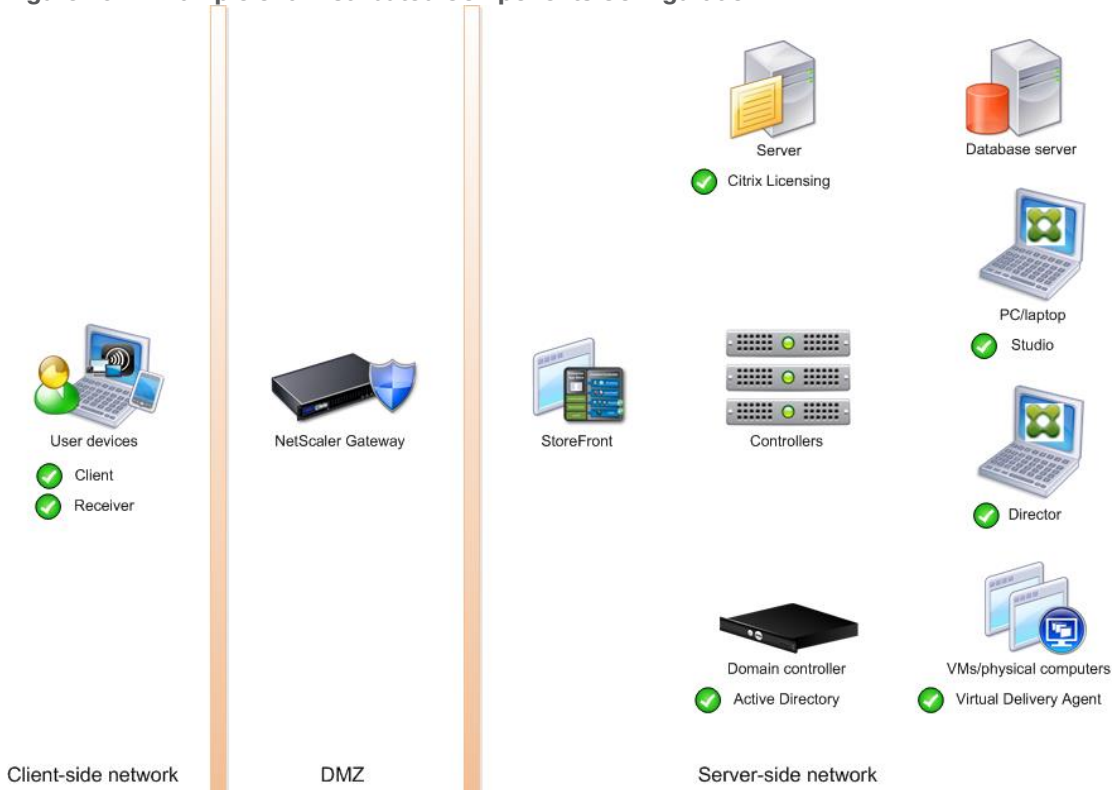 Server
Citrix Licensing
Database server
PC/laptop
Studio
User devices
Client
Receiver
NetScaler Gateway
StoreFront
Controllers
Director
Domain controller
Active Directory
VMs/physical computers
Virtual Delivery Agent
Client-side network
DMZ
Server-side network